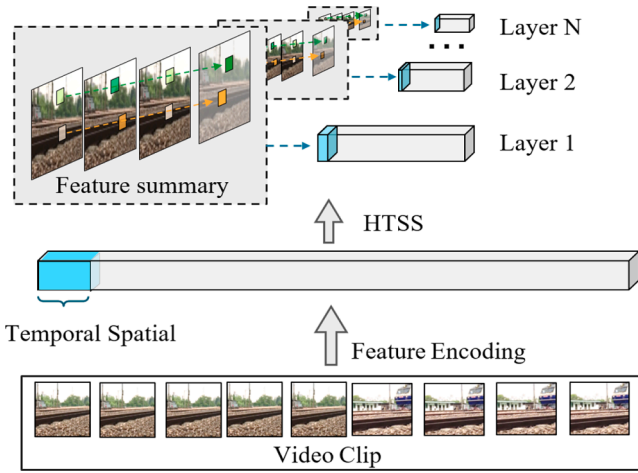 Layer N
...
Layer 2
Layer 1
Feature summary
HTSS
Temporal Spatial
Feature Encoding
Video Clip